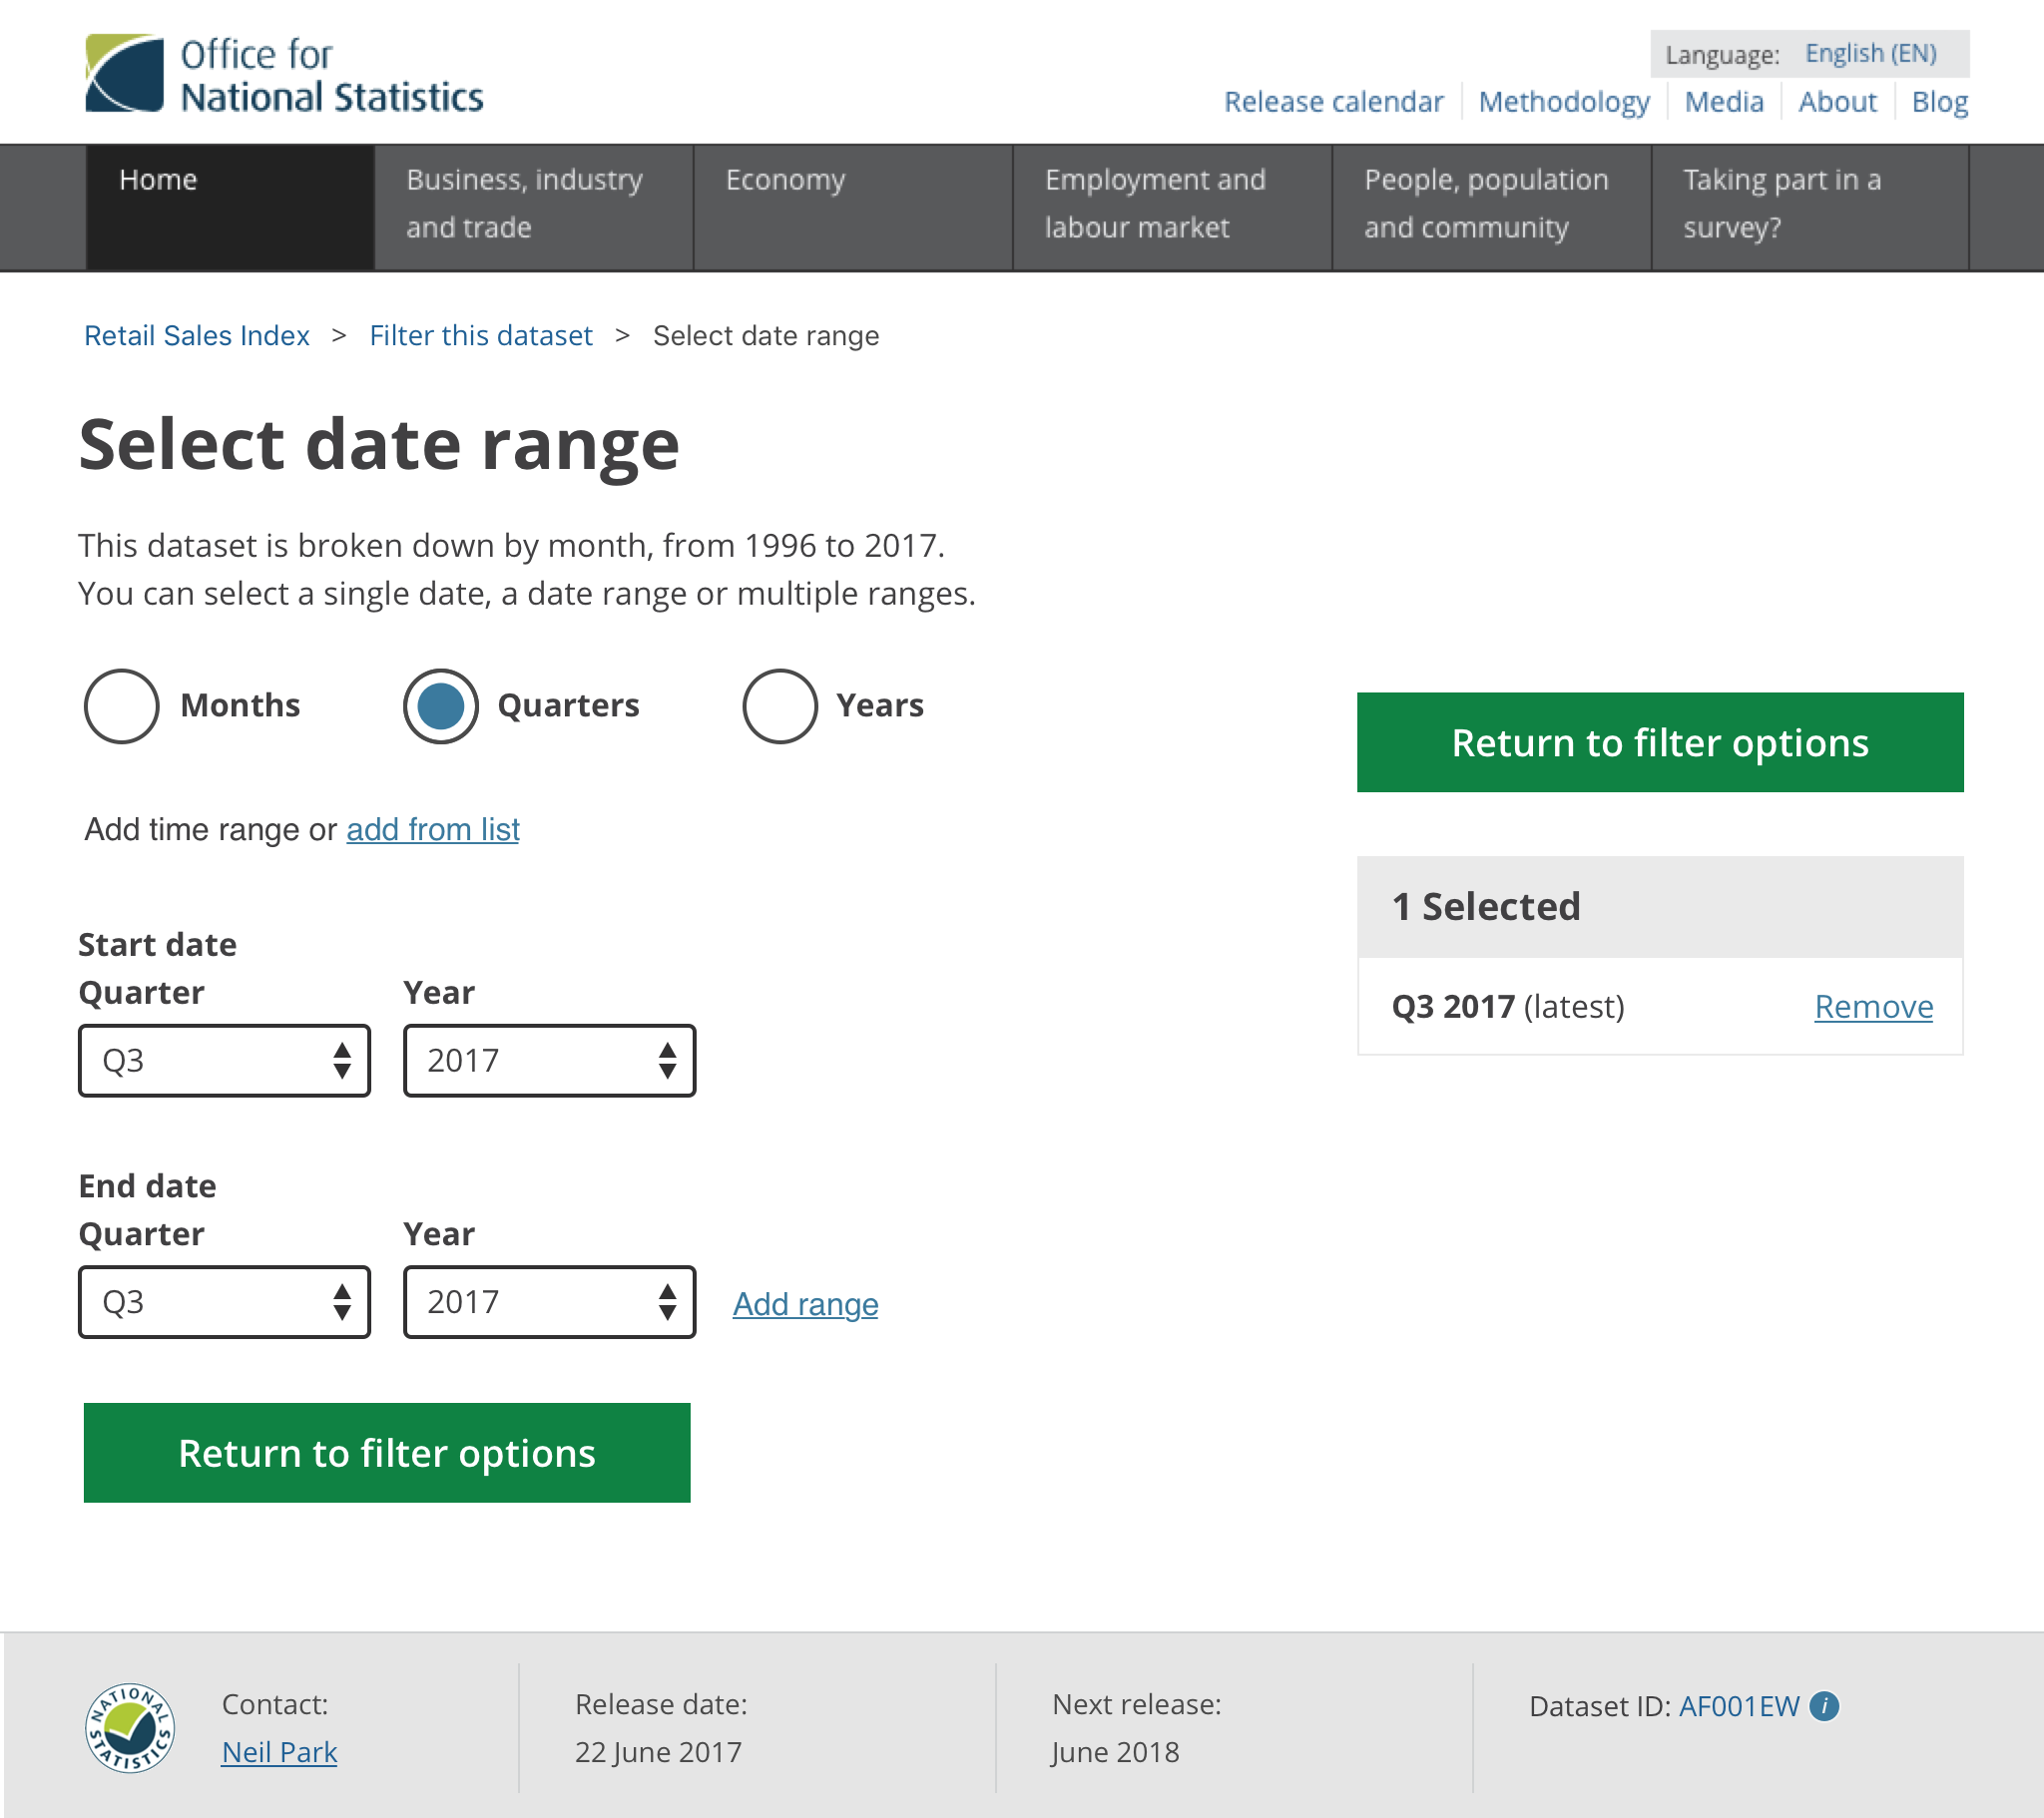 Office for
National Statistics
Language: English (EN)
Release calendar Methodology Media About Blog
Home
Business, industry
and trade
Economy
Employment and
labour market
People, population
and community
Taking part in a
survey?
Retail Sales Index > Filter this dataset > Select date range
Select date range
This dataset is broken down by month, from 1996 to 2017.
You can select a single date, a date range or multiple ranges.
Months Quarters Years
Return to filter options
Add time range or add from list
1 Selected
Q3 2017 (latest) Remove
Start date
Quarter Year
Q3 2017
End date
Quarter Year
Q3 2017 Add range
Return to filter options
NATIONAL
STATISTICS
Contact:
Neil Park
Release date:
22 June 2017
Next release:
June 2018
Dataset ID: AF001EW i